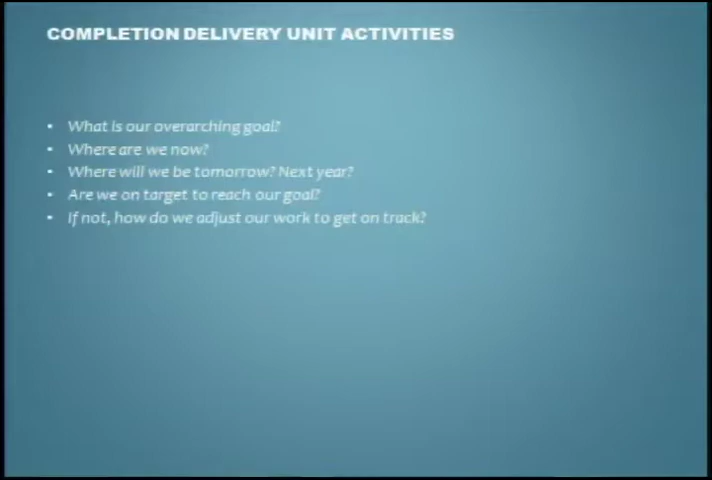 COMPLETION DELIVERY UNIT ACTIVITIES
• What is our overarching goal?
• Where are we now?
• Where will we be tomorrow? Next year?
• Are we on target to reach our goal?
• If not, how do we adjust our work to get on track?